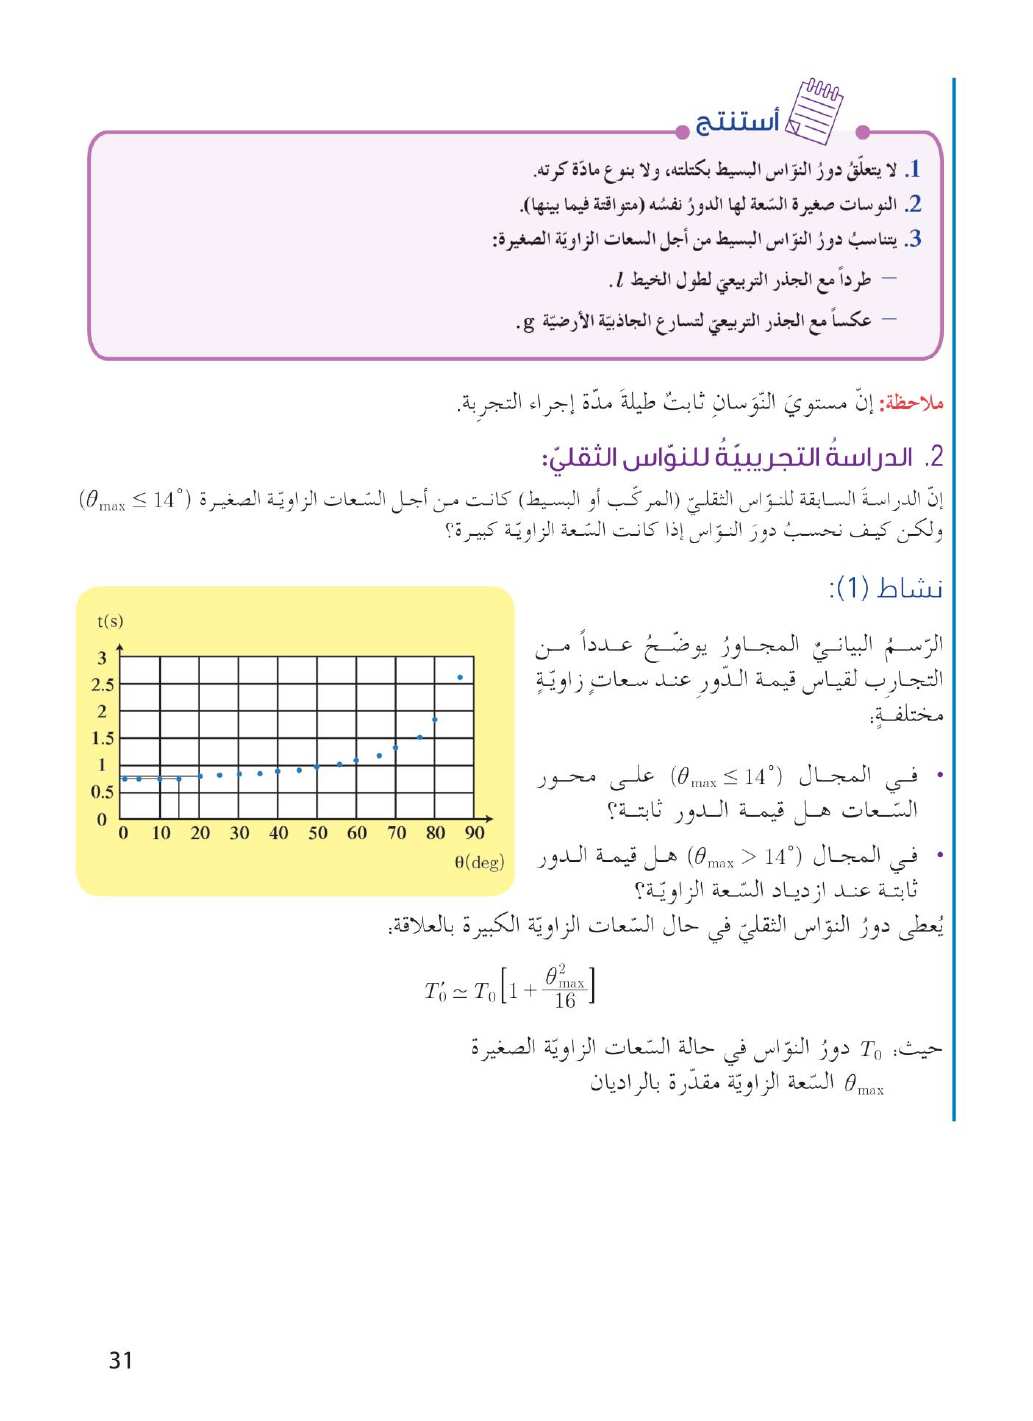 أستنتج
1. لا يتعلّقُ دورُ النوّاس البسيط بكتلته، ولا بنوع مادّة كرته.
2. النوسات صغيرة السّعة لها الدورُ نفسُه (متواقتة فيما بينها).
3. يتناسبُ دورُ النوّاس البسيط من أجل السعات الزاويّة الصغيرة:
– طرداً مع الجذر التربيعيّ لطول الخيط l.
– عكساً مع الجذر التربيعيّ لتسارع الجاذبيّة الأرضيّة g.
ملاحظة: إنّ مستويَ النّوَسانِ ثابتٌ طيلةَ مدّة إجراء التجرِبة.
2. الدراسةُ التجريبيّةُ للنوّاس الثقليّ:
إنّ الدراسةَ السابقة للنوّاس الثقليّ (المركّب أو البسيط) كانت من أجل السّعات الزاويّة الصغيرة (θmax ≤ 14°)
ولكن كيف نحسبُ دورَ النوّاس إذا كانت السّعة الزاويّة كبيرة؟
نشاط (1):
الرّسمُ البيانيُّ المجاورُ يوضّحُ عدداً من
التجارِب لقياس قيمة الدّورِ عند سعاتٍ زاويّةٍ
مختلفةٍ:
• في المجال (θmax ≤ 14°) على محور
السّعات هل قيمة الدور ثابتة؟
• في المجال (θmax > 14°) هل قيمة الدور
ثابتة عند ازدياد السّعة الزاويّة؟
t(s)
3
2.5
2
1.5
1
0.5
0
0 10 20 30 40 50 60 70 80 90
θ(deg)
يُعطى دورُ النوّاس الثقليّ في حال السّعات الزاويّة الكبيرة بالعلاقة:
T′₀ ≃ T₀ [1 + θ²max/16]
حيث: T₀ دورُ النوّاس في حالة السّعات الزاويّة الصغيرة
θmax السّعة الزاويّة مقدّرة بالراديان
31